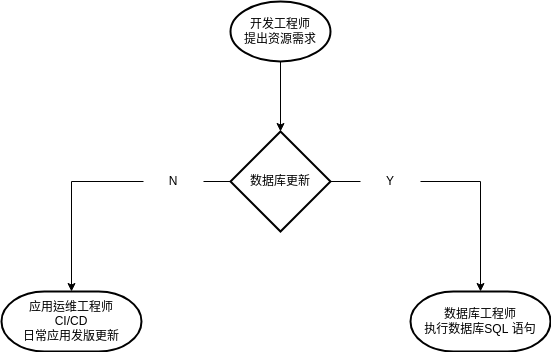 开发工程师
提出资源需求
N
数据库更新
Y
应用运维工程师
CI/CD
日常应用发版更新
数据库工程师
执行数据库SQL 语句